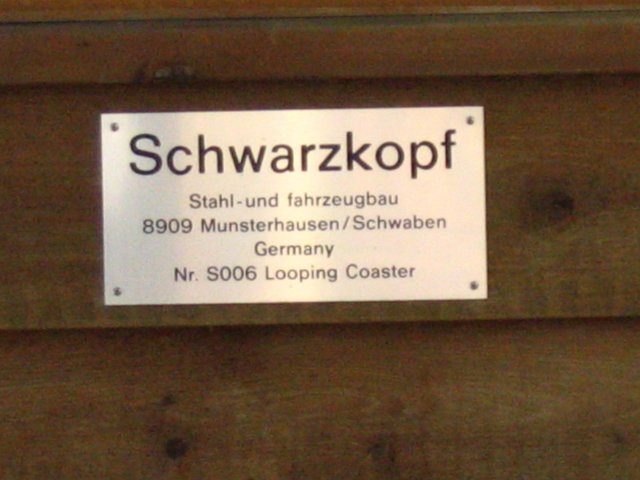 Schwarzkopf
Stahl-und fahrzeugbau
8909 Munsterhausen/Schwaben
Germany
Nr. S006 Looping Coaster